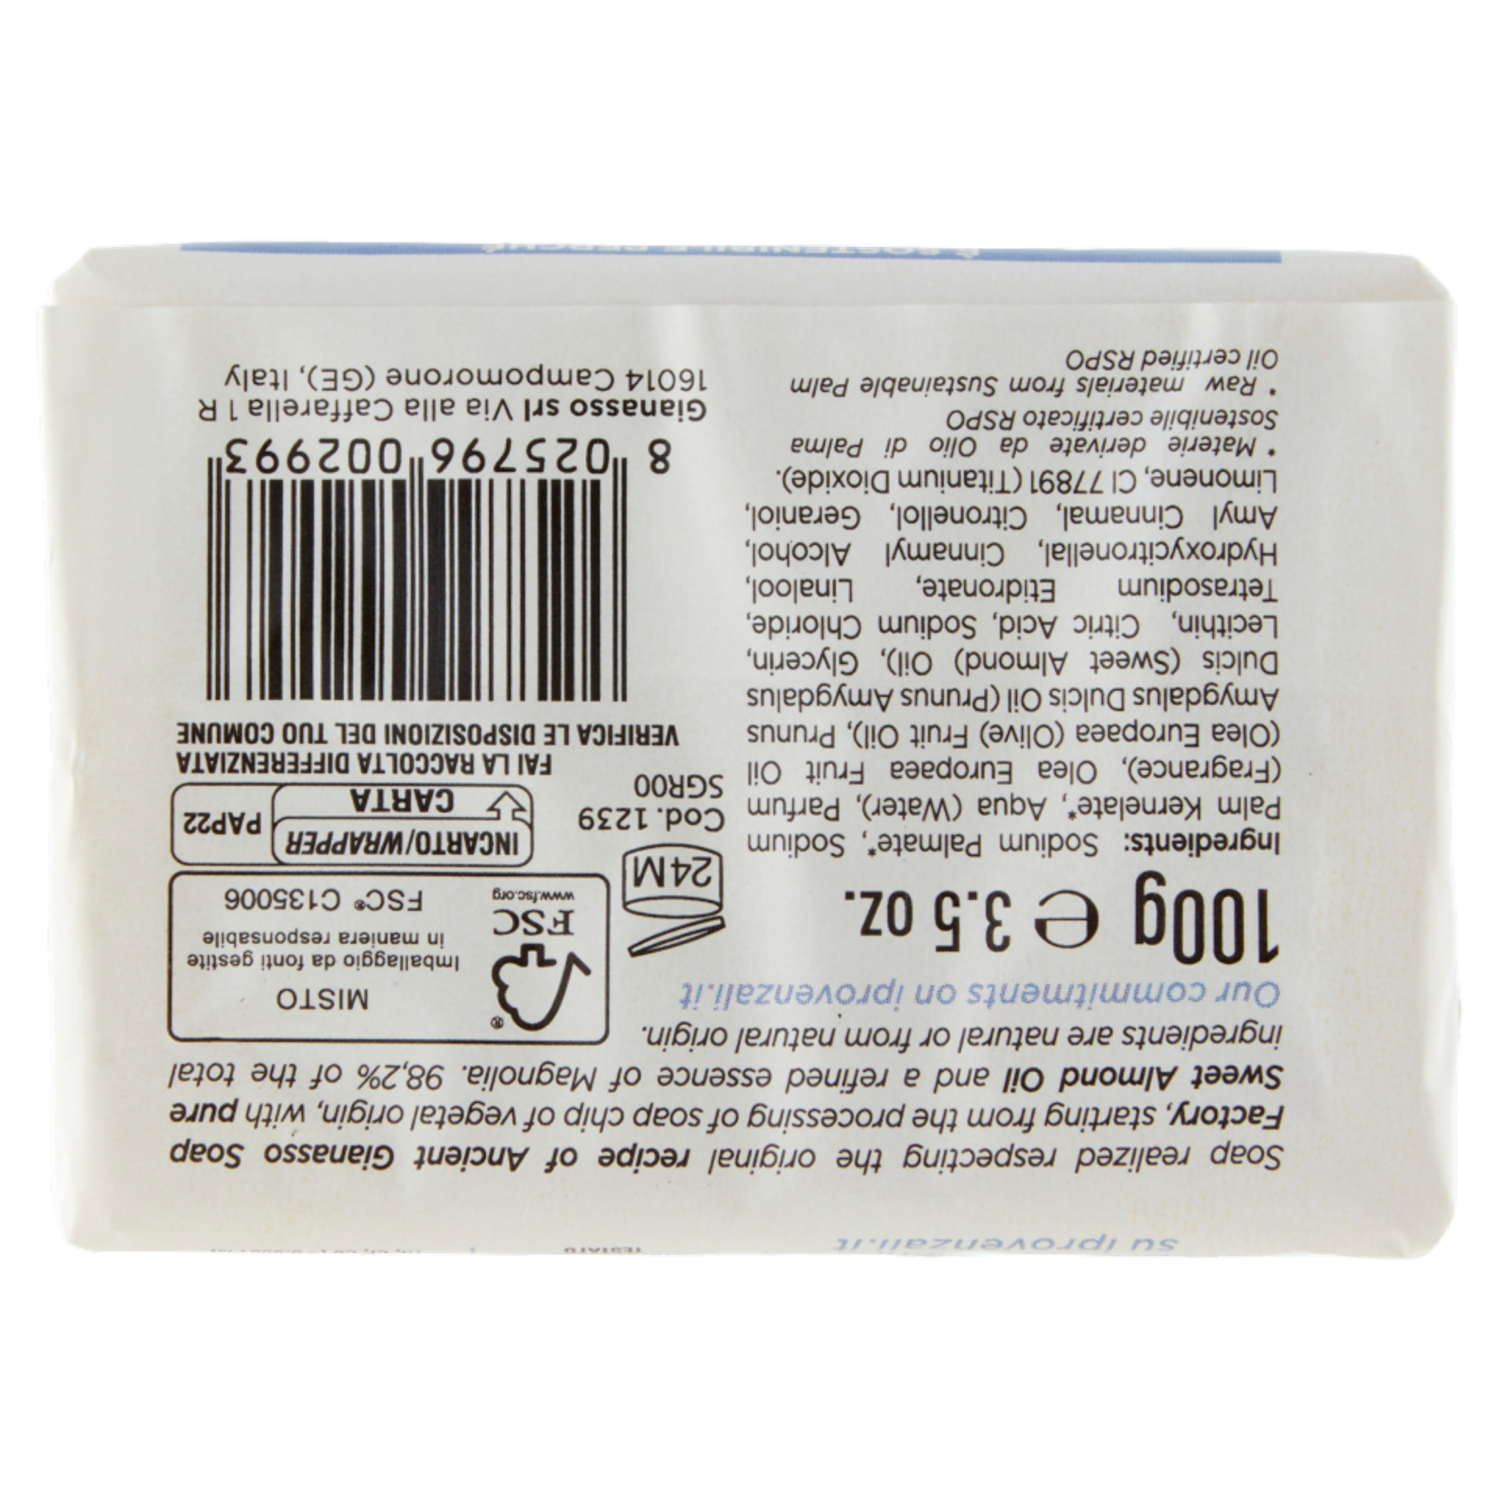 su iprovenzali.it
TESTATO
Soap realized respecting the original recipe of Ancient Gianasso Soap
Factory, starting from the processing of soap chip of vegetal origin, with pure
Sweet Almond Oil and a refined essence of Magnolia. 98,2% of the total
ingredients are natural or from natural origin.
Our commitments on iprovenzali.it
100g ℮ 3.5 oz.
Ingredients: Sodium Palmate*, Sodium
Palm Kernelate*, Aqua (Water), Parfum
(Fragrance), Olea Europaea Fruit Oil
(Olea Europaea (Olive) Fruit Oil), Prunus
Amygdalus Dulcis Oil (Prunus Amygdalus
Dulcis (Sweet Almond) Oil), Glycerin,
Lecithin, Citric Acid, Sodium Chloride,
Tetrasodium Etidronate, Linalool,
Hydroxycitronellal, Cinnamyl Alcohol,
Amyl Cinnamal, Citronellol, Geraniol,
Limonene, CI 77891 (Titanium Dioxide).
* Materie derivate da Olio di Palma
Sostenibile certificato RSPO
* Raw materials from Sustainable Palm
Oil certified RSPO
24M
Cod. 1239
SGR00
®
FSC
www.fsc.org
MISTO
Imballaggio da fonti gestite
in maniera responsabile
FSC® C135006
INCARTO/WRAPPER
CARTA
PAP22
FAI LA RACCOLTA DIFFERENZIATA
VERIFICA LE DISPOSIZIONI DEL TUO COMUNE
8 025796 002993
Gianasso srl Via alla Caffarella 1 R
16014 Campomorone (GE), Italy
È SOSTENIBILE PERCHÉ